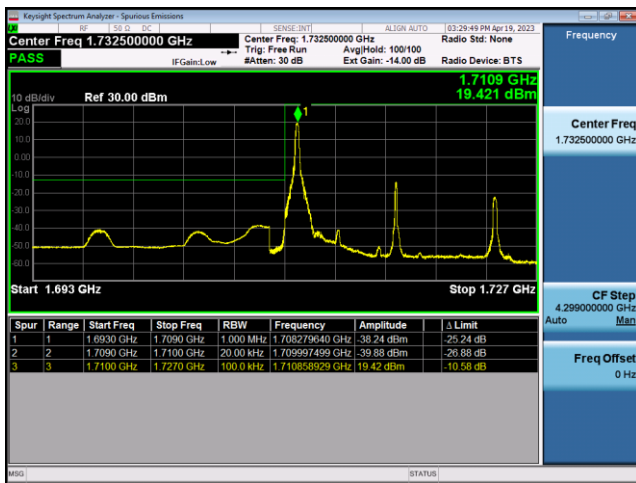 Keysight Spectrum Analyzer - Spurious Emissions
RF 50 Ω DC SENSE:INT ALIGN AUTO 03:29:49 PM Apr 19, 2023
Center Freq 1.732500000 GHz Center Freq: 1.732500000 GHz Radio Std: None Frequency
Trig: Free Run Avg|Hold: 100/100
PASS IFGain:Low #Atten: 30 dB Ext Gain: -14.00 dB Radio Device: BTS
1.7109 GHz
19.421 dBm
10 dB/div Ref 30.00 dBm
Log
20.0
10.0
0.00
-10.0
-20.0
-30.0
-40.0
-50.0
-60.0
1
Start 1.693 GHz Stop 1.727 GHz
Spur Range Start Freq Stop Freq RBW Frequency Amplitude Δ Limit
1 1 1.6930 GHz 1.7090 GHz 1.000 MHz 1.708279640 GHz -38.24 dBm -25.24 dB
2 2 1.7090 GHz 1.7100 GHz 20.00 kHz 1.709997499 GHz -39.88 dBm -26.88 dB
3 3 1.7100 GHz 1.7270 GHz 100.0 kHz 1.710858929 GHz 19.42 dBm -10.58 dB
Center Freq
1.732500000 GHz
CF Step
4.299000000 GHz
Auto Man
Freq Offset
0 Hz
MSG STATUS